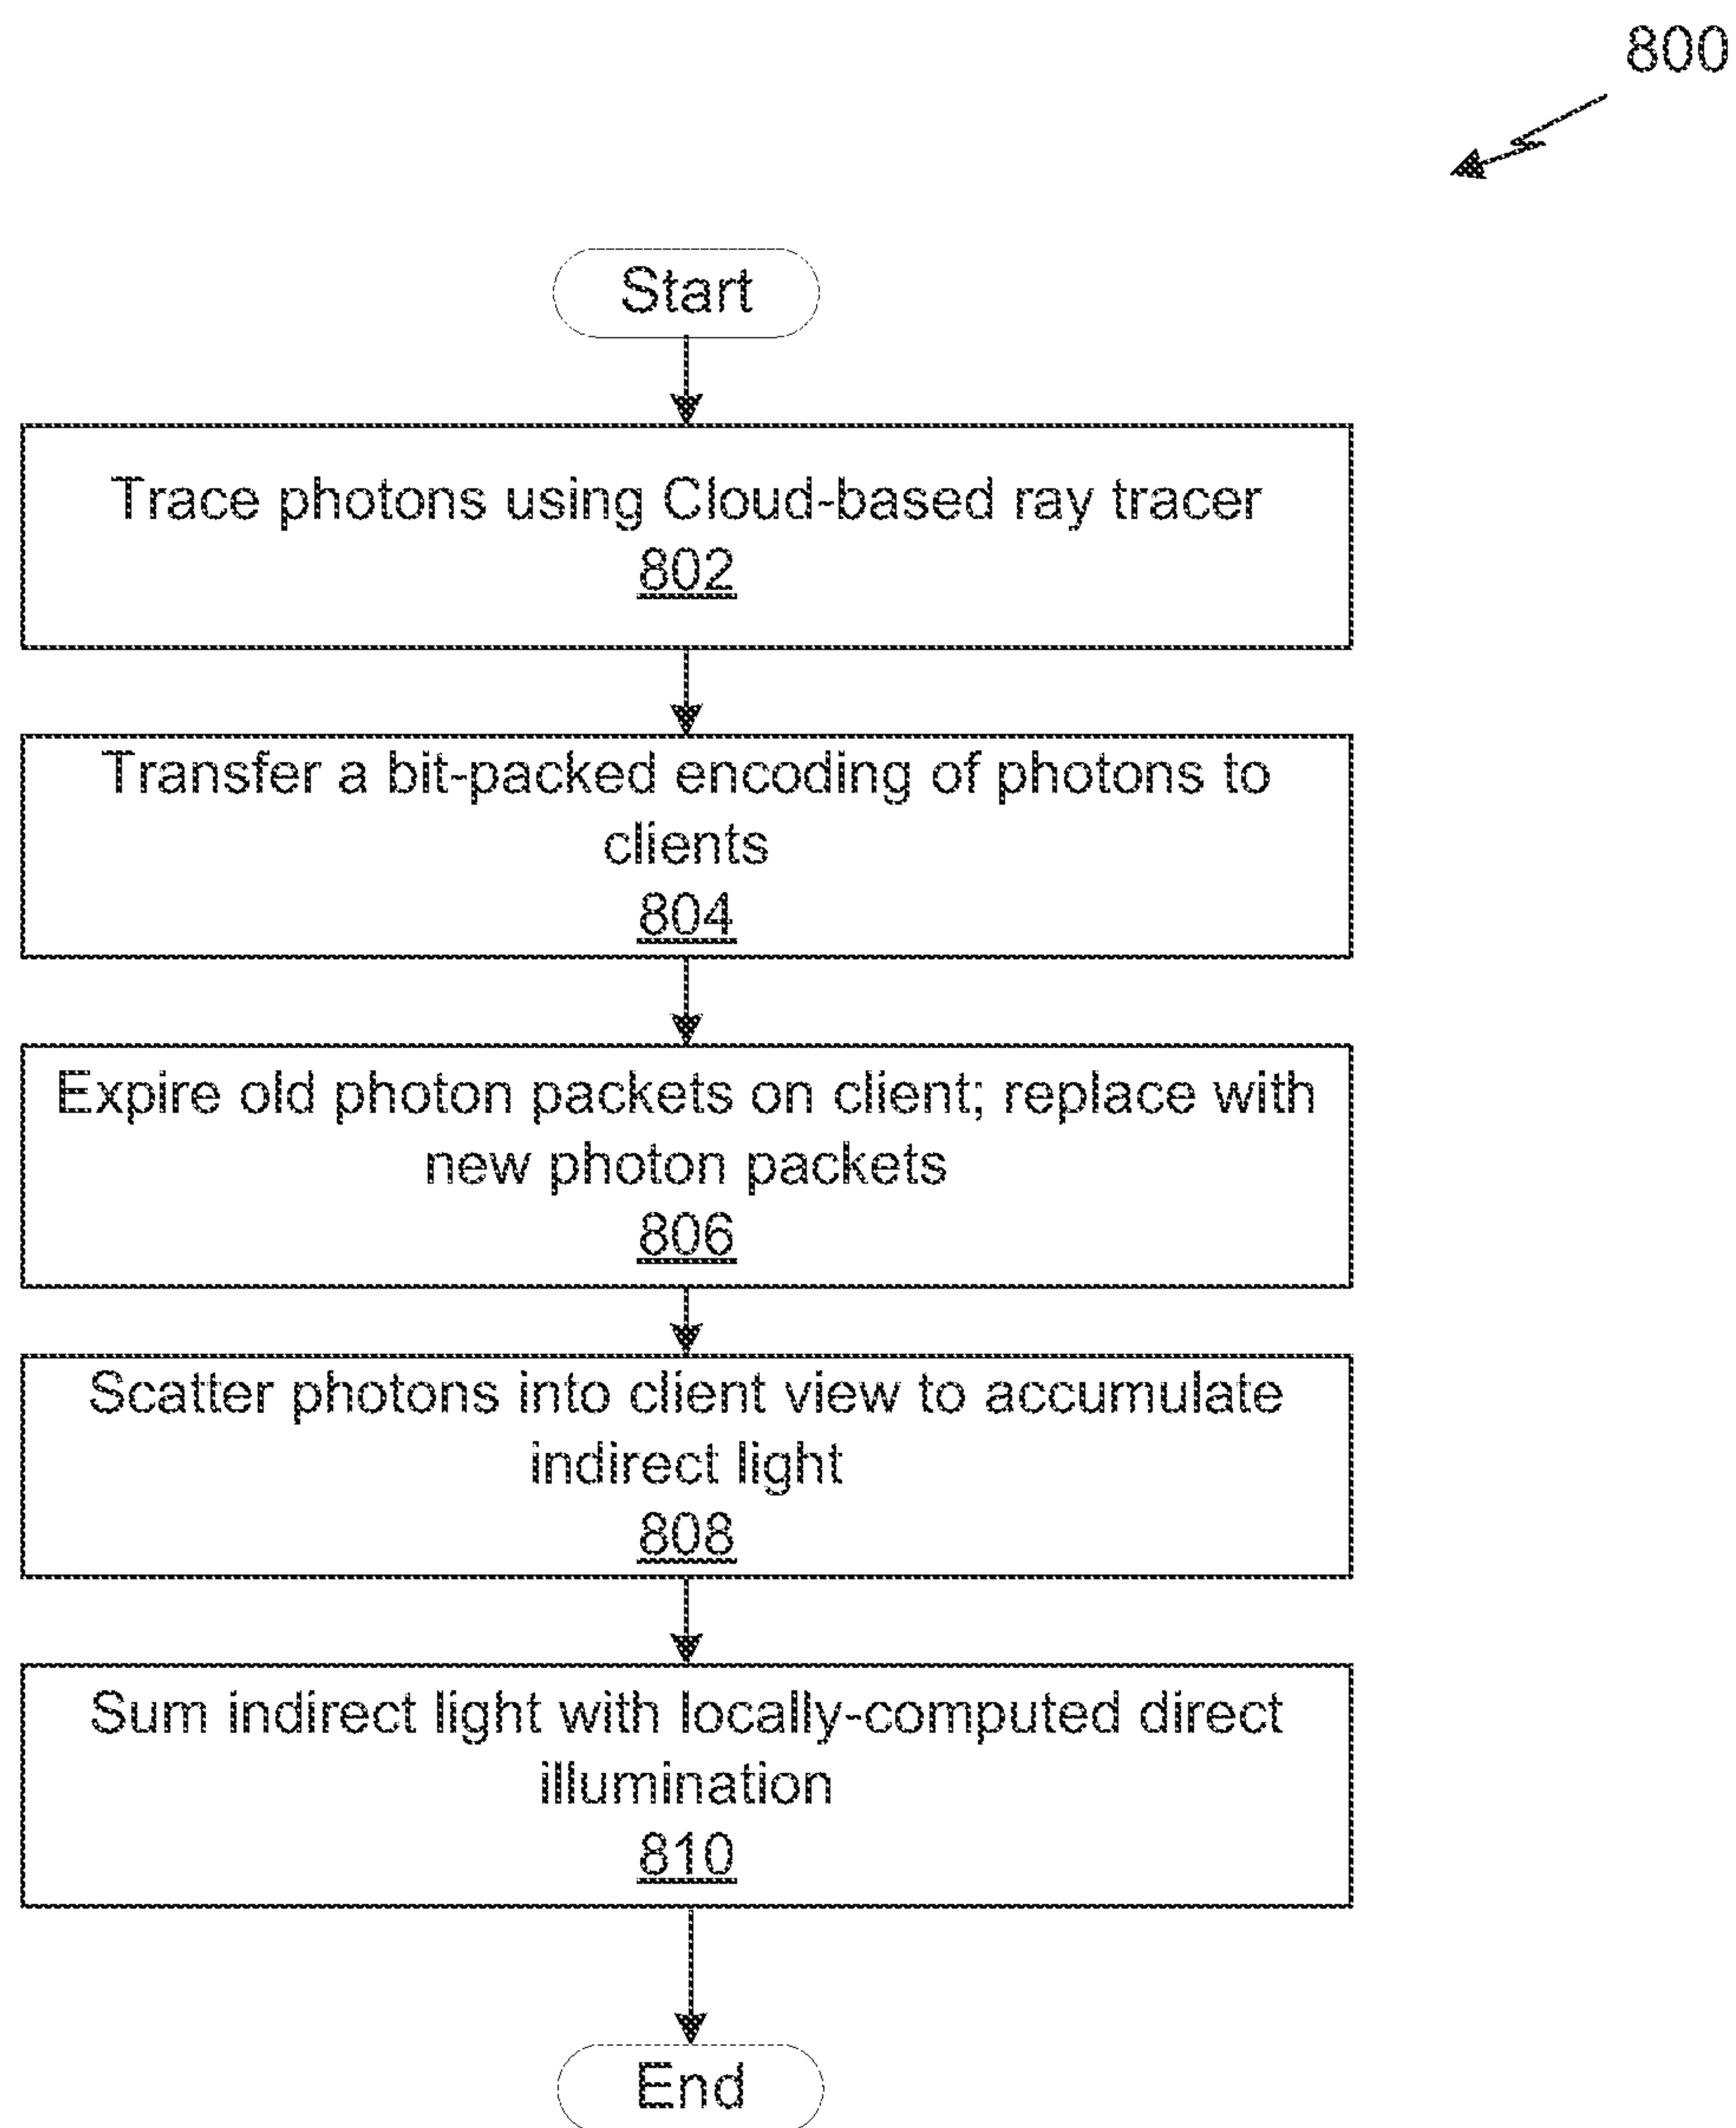 800
Start
Trace photons using Cloud-based ray tracer
802
Transfer a bit-packed encoding of photons to
clients
804
Expire old photon packets on client; replace with
new photon packets
806
Scatter photons into client view to accumulate
indirect light
808
Sum indirect light with locally-computed direct
illumination
810
End